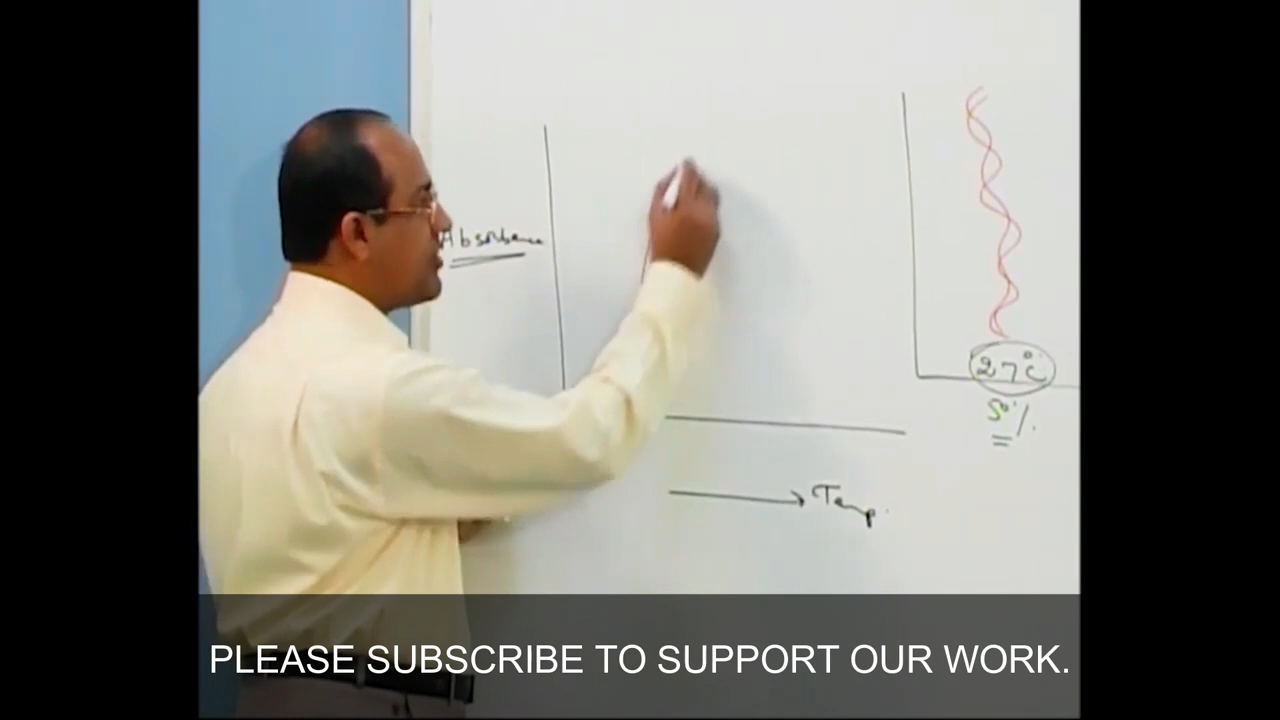 Absorbance
27°C
50%
Temp.
PLEASE SUBSCRIBE TO SUPPORT OUR WORK.